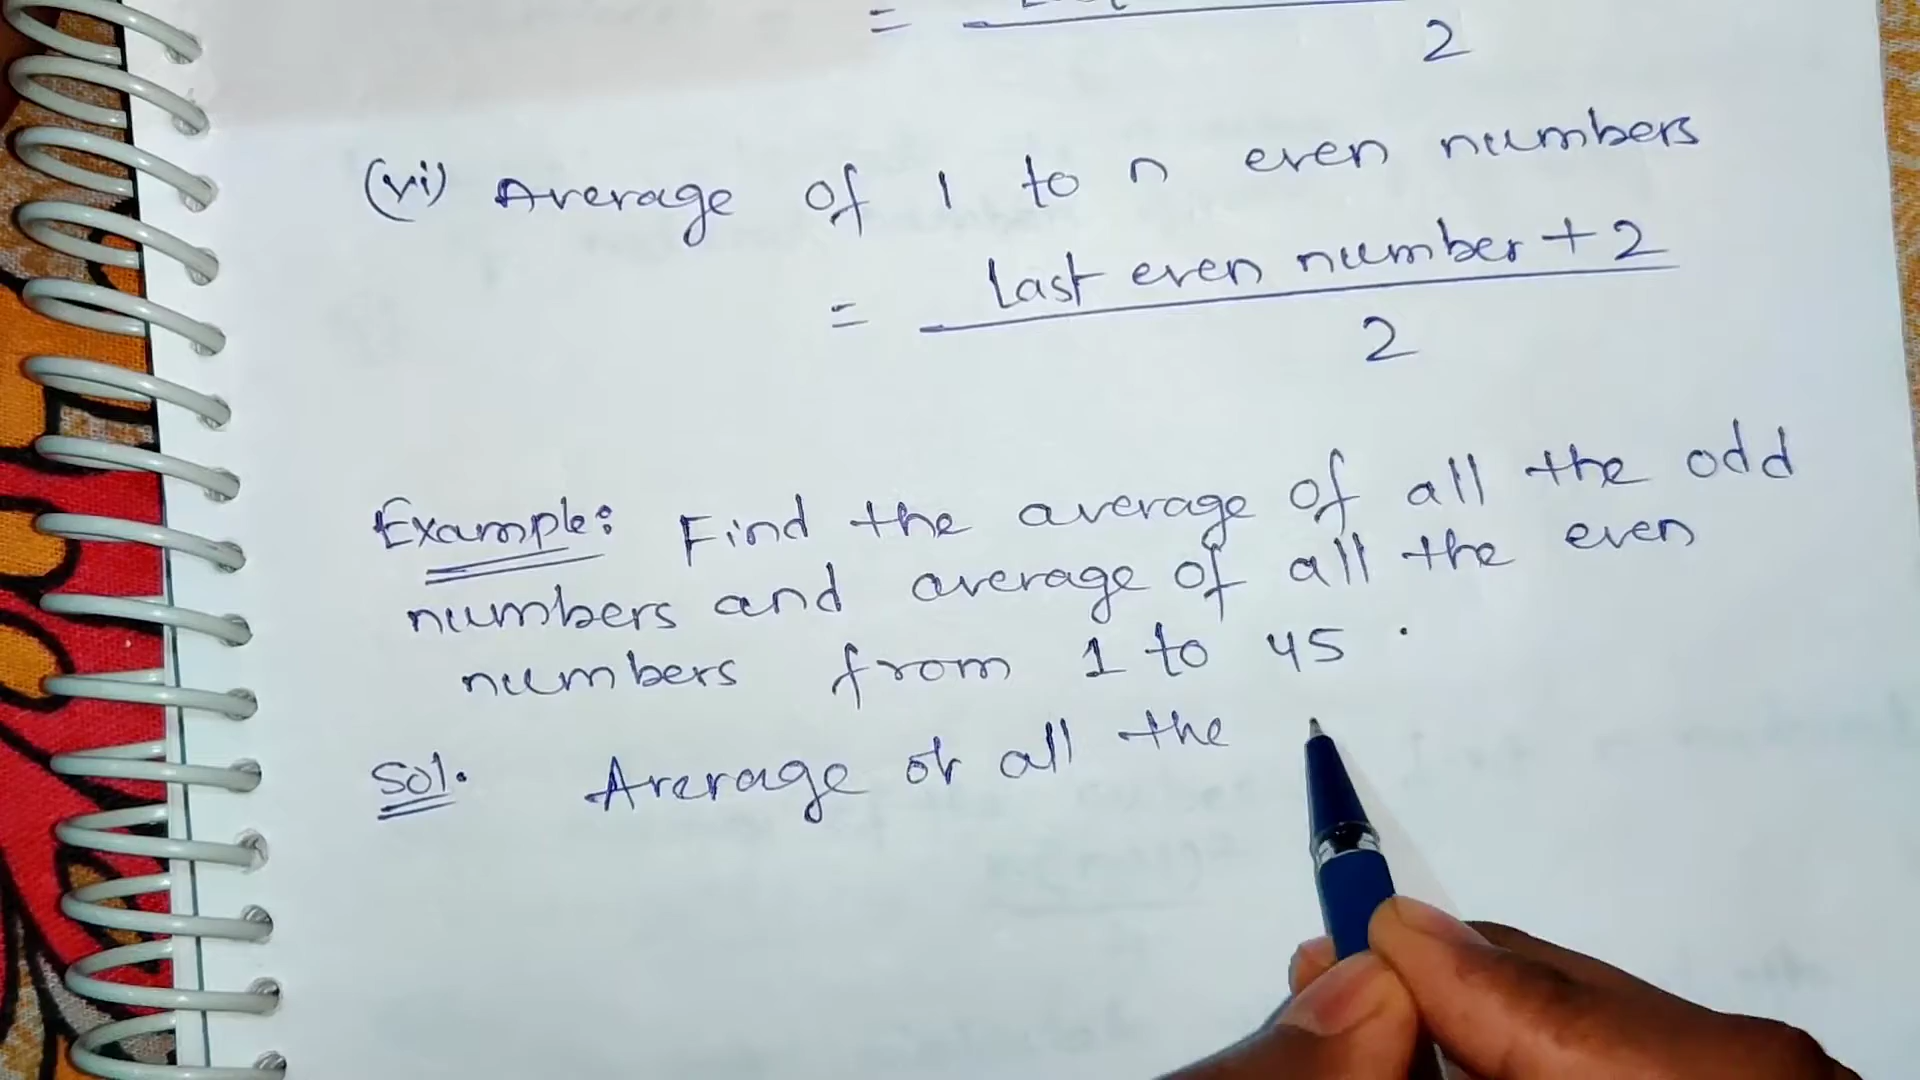 = 2
(vi) Average of 1 to n even numbers
= last even number + 2
2
Example: Find the average of all the odd
numbers and average of all the even
numbers from 1 to 45 .
Sol. Average of all the